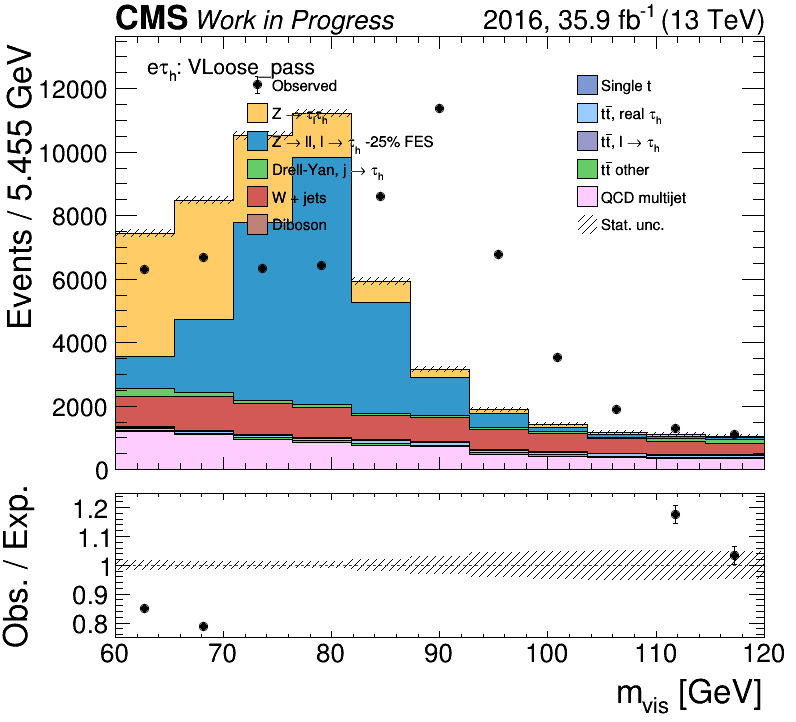 CMS Work in Progress 2016, 35.9 fb⁻¹ (13 TeV)
Events / 5.455 GeV
eτₕ: VLoose_pass
Observed
Z → τₗτₕ
Z → ll, l → τₕ -25% FES
Drell-Yan, j → τₕ
W + jets
Diboson
Single t
tt̄, real τₕ
tt̄, l → τₕ
tt̄ other
QCD multijet
Stat. unc.
12000
10000
8000
6000
4000
2000
0
Obs. / Exp.
1.2
1.1
1
0.9
0.8
60 70 80 90 100 110 120
m_vis [GeV]